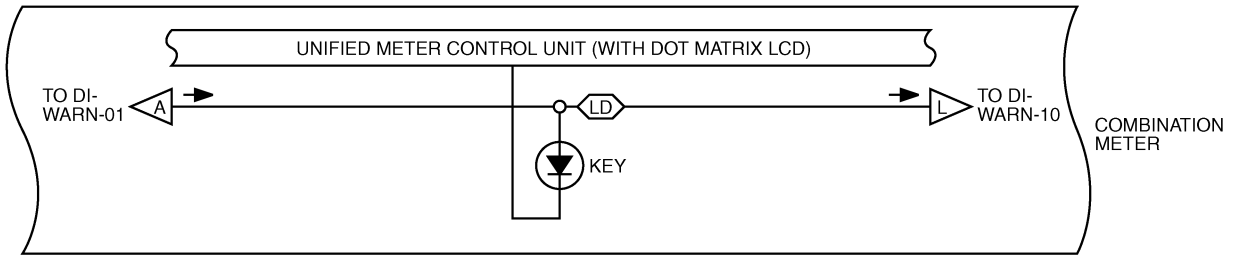 UNIFIED METER CONTROL UNIT (WITH DOT MATRIX LCD)
TO DI-
WARN-01
A
LD
L
TO DI-
WARN-10
COMBINATION
METER
KEY